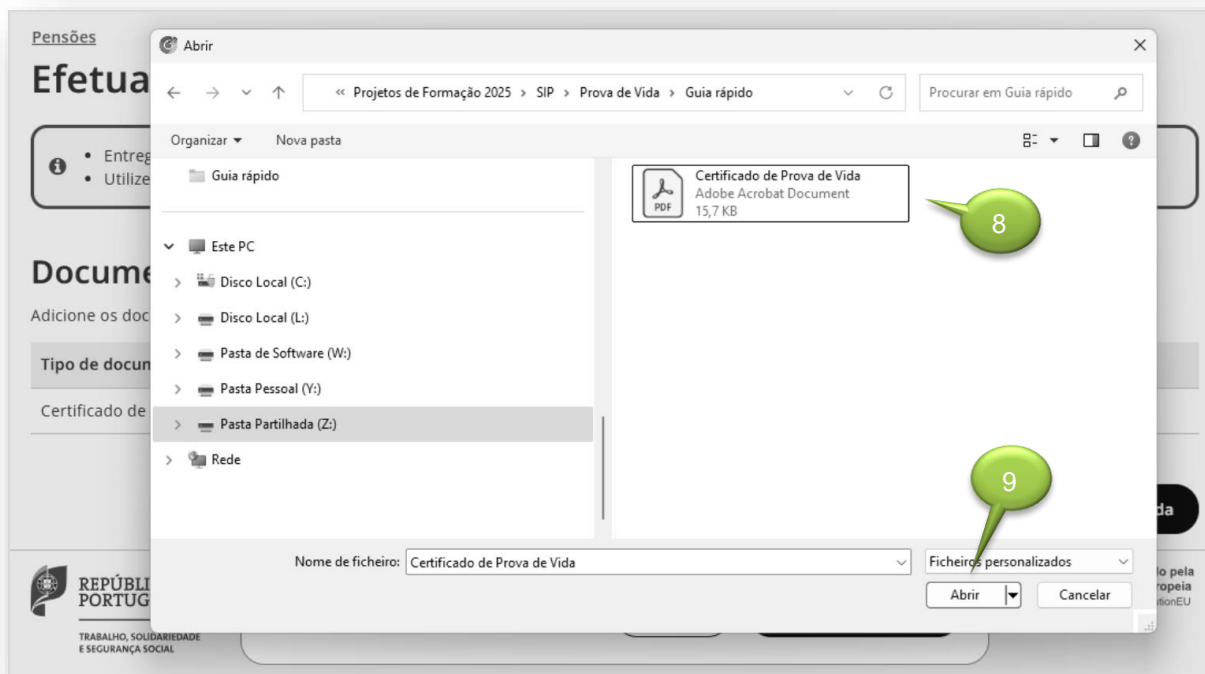 Pensões
Efetua
Entreg
Utilize
Docume
Adicione os doc
Tipo de docum
Certificado de
Abrir
« Projetos de Formação 2025 > SIP > Prova de Vida > Guia rápido
Procurar em Guia rápido
Organizar
Nova pasta
Guia rápido
Este PC
Disco Local (C:)
Disco Local (L:)
Pasta de Software (W:)
Pasta Pessoal (Y:)
Pasta Partilhada (Z:)
Rede
PDF
Certificado de Prova de Vida
Adobe Acrobat Document
15,7 KB
8
9
Nome de ficheiro: Certificado de Prova de Vida
Ficheiros personalizados
Abrir
Cancelar
da
REPÚBLI
PORTUG
TRABALHO, SOLIDARIEDADE
E SEGURANÇA SOCIAL
lo pela
ropeia
tionEU